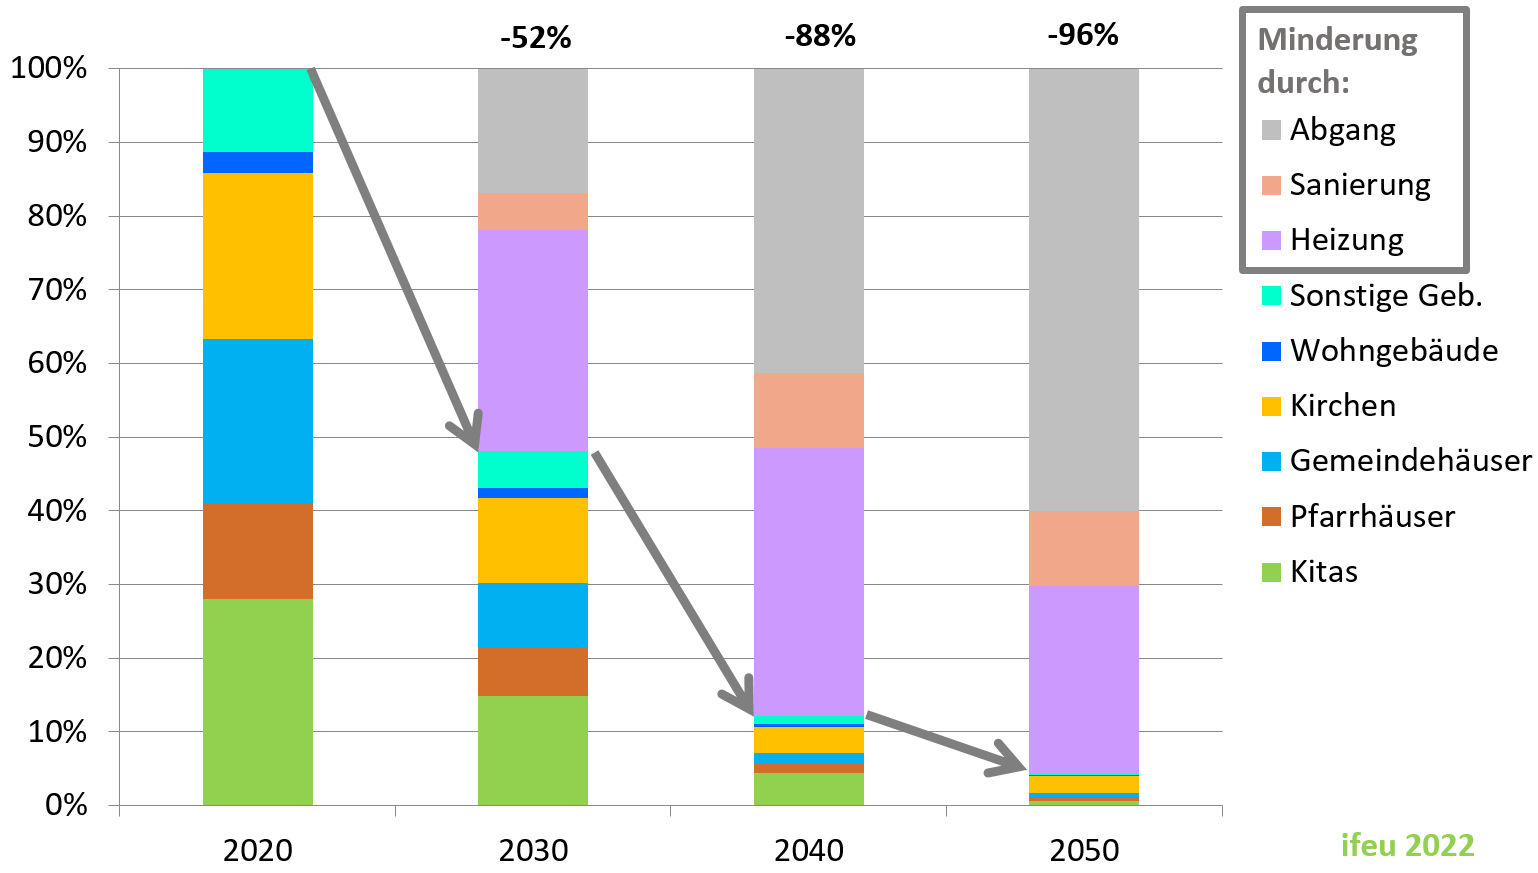 -52%
-88%
-96%
100%
90%
80%
70%
60%
50%
40%
30%
20%
10%
0%
2020
2030
2040
2050
Minderung
durch:
Abgang
Sanierung
Heizung
Sonstige Geb.
Wohngebäude
Kirchen
Gemeindehäuser
Pfarrhäuser
Kitas
ifeu 2022